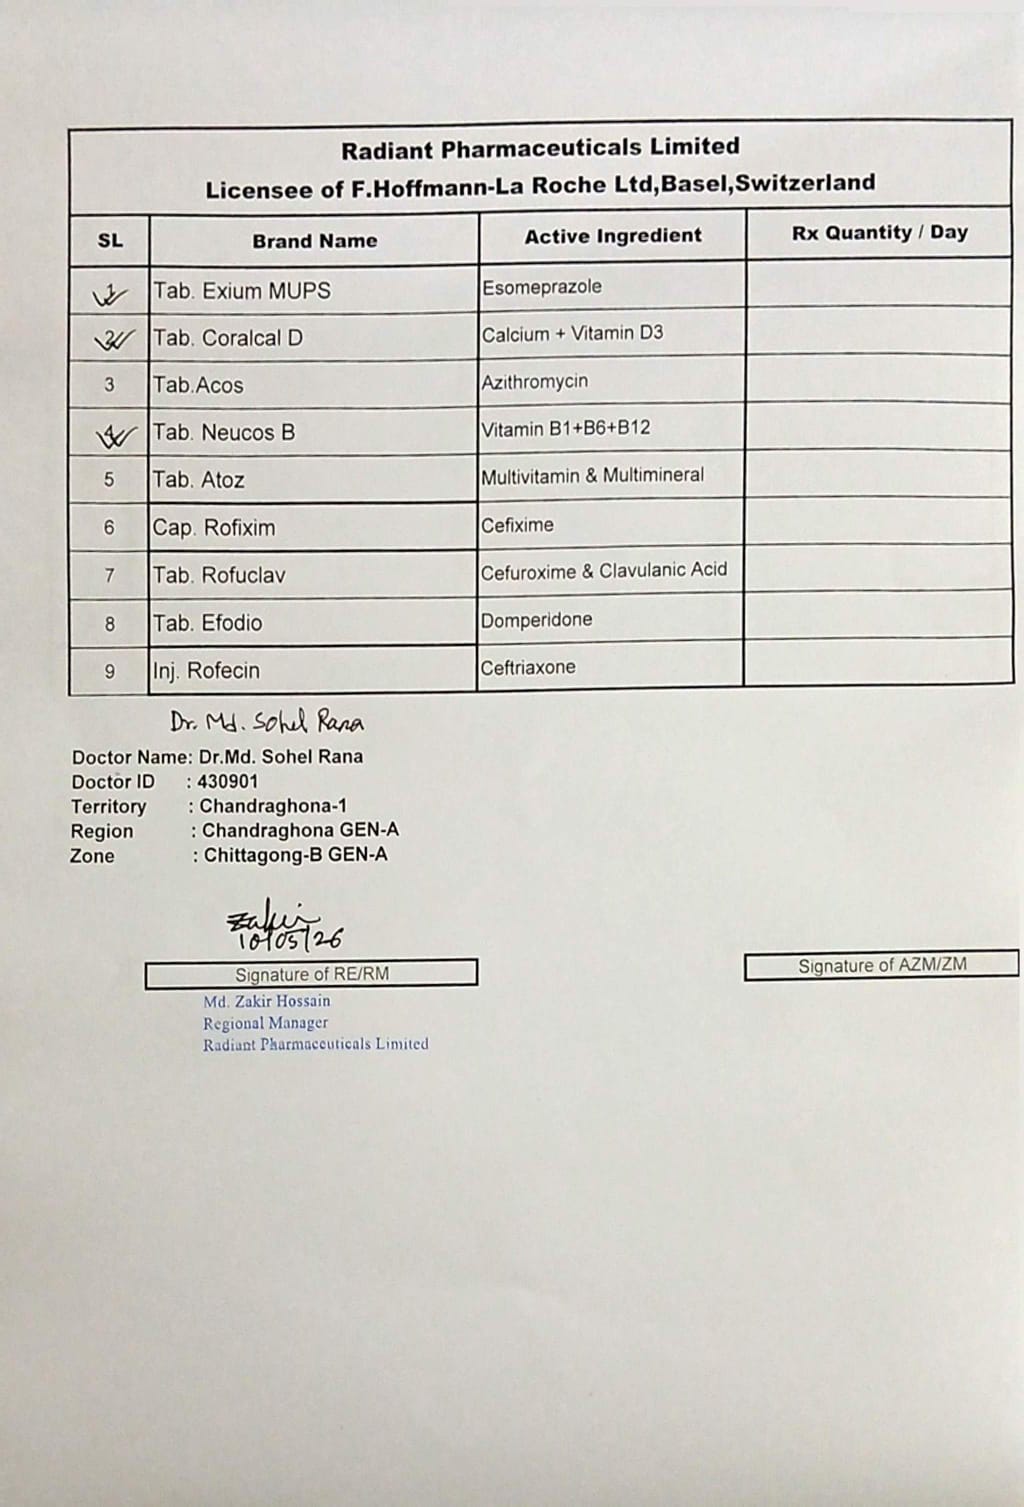 Radiant Pharmaceuticals Limited
Licensee of F.Hoffmann-La Roche Ltd,Basel,Switzerland
SL Brand Name Active Ingredient Rx Quantity / Day
1 Tab. Exium MUPS Esomeprazole
2 Tab. Coralcal D Calcium + Vitamin D3
3 Tab.Acos Azithromycin
4 Tab. Neucos B Vitamin B1+B6+B12
5 Tab. Atoz Multivitamin & Multimineral
6 Cap. Rofixim Cefixime
7 Tab. Rofuclav Cefuroxime & Clavulanic Acid
8 Tab. Efodio Domperidone
9 Inj. Rofecin Ceftriaxone
Dr. Md. Sohel Rana
Doctor Name: Dr.Md. Sohel Rana
Doctor ID : 430901
Territory : Chandraghona-1
Region : Chandraghona GEN-A
Zone : Chittagong-B GEN-A
Zakir
10/05/26
Signature of RE/RM Signature of AZM/ZM
Md. Zakir Hossain
Regional Manager
Radiant Pharmaceuticals Limited